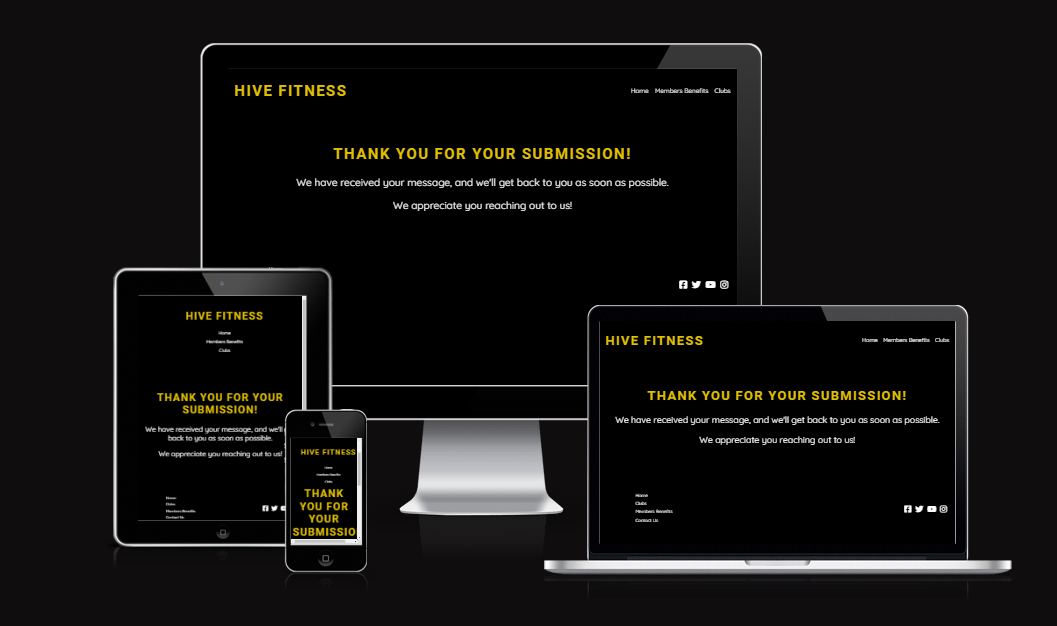 HIVE FITNESS
Home Members Benefits Clubs
THANK YOU FOR YOUR SUBMISSION!
We have received your message, and we'll get back to you as soon as possible.
We appreciate you reaching out to us!
HIVE FITNESS
Home
Members Benefits
Clubs
THANK YOU FOR YOUR
SUBMISSION!
We have received your message, and we'll
back to you as soon as possible.
We appreciate you reaching out to us!
Home
Clubs
Members Benefits
Contact Us
HIVE FITNESS
Home
Members Benefits
Clubs
THANK
YOU FOR
YOUR
SUBMISSIO
HIVE FITNESS
Home Members Benefits Clubs
THANK YOU FOR YOUR SUBMISSION!
We have received your message, and we'll get back to you as soon as possible.
We appreciate you reaching out to us!
Home
Clubs
Members Benefits
Contact Us